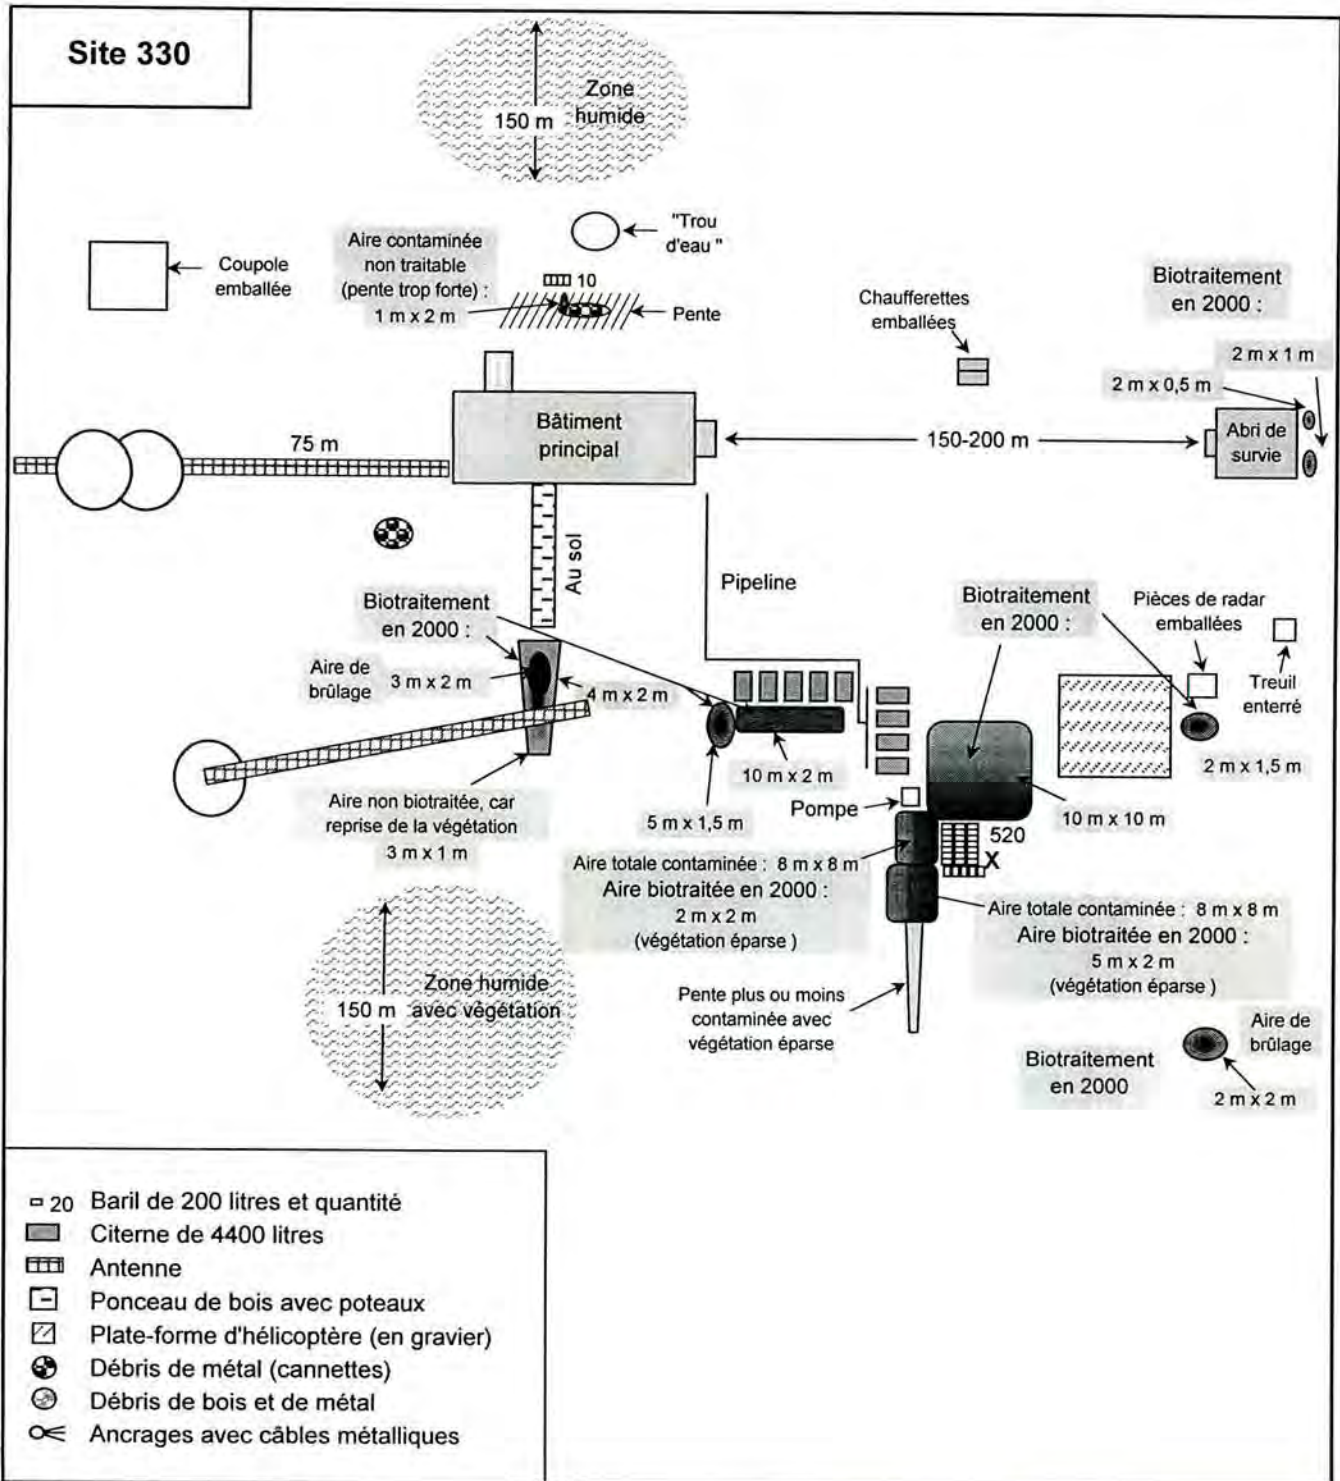 Site 330
Zone
humide
150 m
"Trou
d'eau "
Aire contaminée
non traitable
(pente trop forte) :
1 m x 2 m
10
Pente
Coupole
emballée
Chaufferettes
emballées
Biotraitement
en 2000 :
2 m x 1 m
2 m x 0,5 m
75 m
Bâtiment
principal
150-200 m
Abri de
survie
Au sol
Pipeline
Biotraitement
en 2000 :
Aire de
brûlage
3 m x 2 m
4 m x 2 m
Biotraitement
en 2000 :
Pièces de radar
emballées
Treuil
enterré
2 m x 1,5 m
10 m x 2 m
Aire non biotraitée, car
reprise de la végétation
3 m x 1 m
5 m x 1,5 m
Pompe
10 m x 10 m
520
X
Aire totale contaminée : 8 m x 8 m
Aire biotraitée en 2000 :
2 m x 2 m
(végétation éparse )
Aire totale contaminée : 8 m x 8 m
Aire biotraitée en 2000 :
5 m x 2 m
(végétation éparse )
Zone humide
avec végétation
150 m
Pente plus ou moins
contaminée avec
végétation éparse
Biotraitement
en 2000
Aire de
brûlage
2 m x 2 m
20 Baril de 200 litres et quantité
Citerne de 4400 litres
Antenne
Ponceau de bois avec poteaux
Plate-forme d'hélicoptère (en gravier)
Débris de métal (cannettes)
Débris de bois et de métal
Ancrages avec câbles métalliques